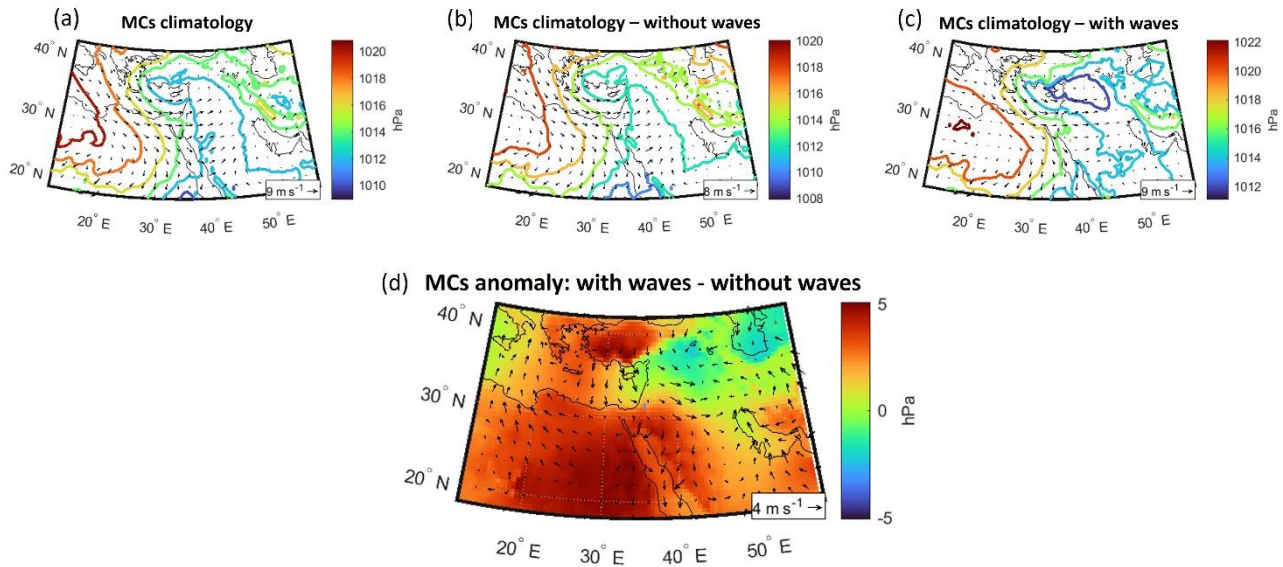 (a) MCs climatology
40° N
30° N
20° N
20° E 30° E 40° E 50° E
9 m s⁻¹
1020
1018
1016
1014
1012
1010
hPa
(b) MCs climatology – without waves
40° N
30° N
20° N
20° E 30° E 40° E 50° E
8 m s⁻¹
1020
1018
1016
1014
1012
1010
1008
hPa
(c) MCs climatology – with waves
40° N
30° N
20° N
20° E 30° E 40° E 50° E
9 m s⁻¹
1022
1020
1018
1016
1014
1012
hPa
(d) MCs anomaly: with waves - without waves
40° N
30° N
20° N
20° E 30° E 40° E 50° E
4 m s⁻¹
5
0
-5
hPa